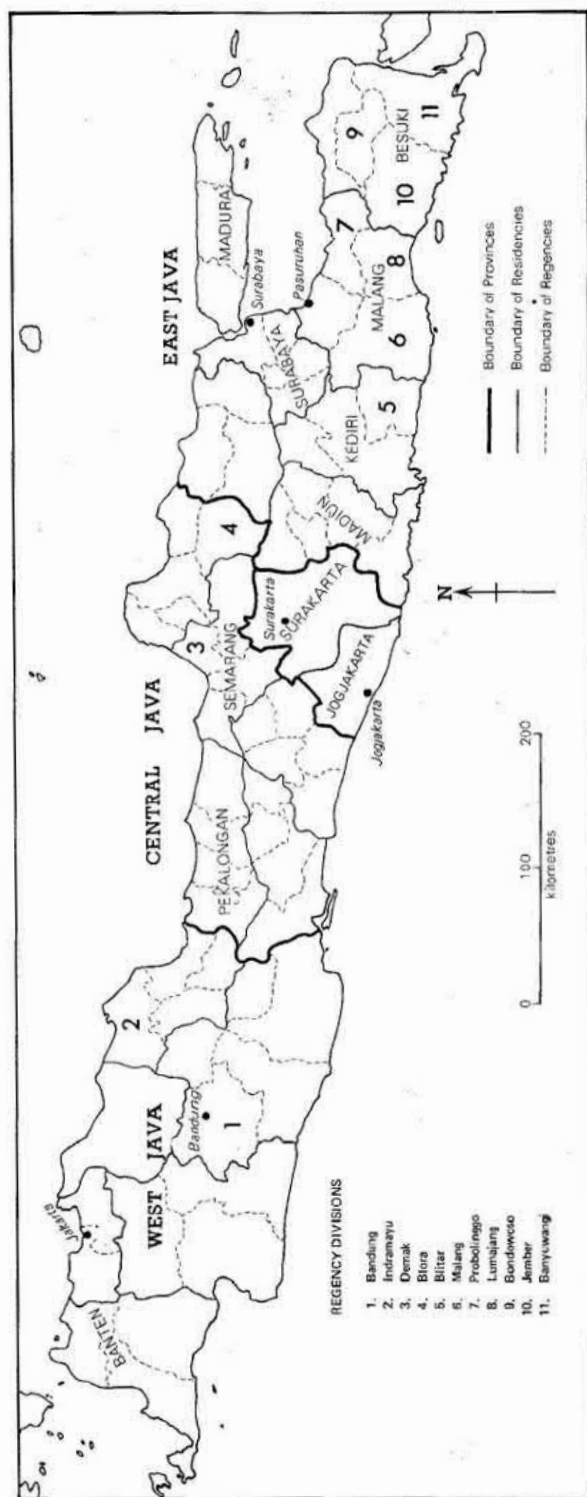 EAST JAVA
CENTRAL JAVA
WEST JAVA
MADURA
Surabaya
Pasuruhan
SURABAYA
MALANG
BESUKI
KEDIRI
MADIUN
Surakarta
SURAKARTA
JOGJAKARTA
Jogjakarta
SEMARANG
PEKALONGAN
Bandung
Jakarta
BANTEN
1
2
3
4
5
6
7
8
9
10
11
N
0 100 200
kilometres
Boundary of Provinces
Boundary of Residencies
Boundary of Regencies
REGENCY DIVISIONS
1. Bandung
2. Indramayu
3. Demak
4. Blora
5. Blitar
6. Malang
7. Probolinggo
8. Lumajang
9. Bondowoso
10. Jember
11. Banyuwangi